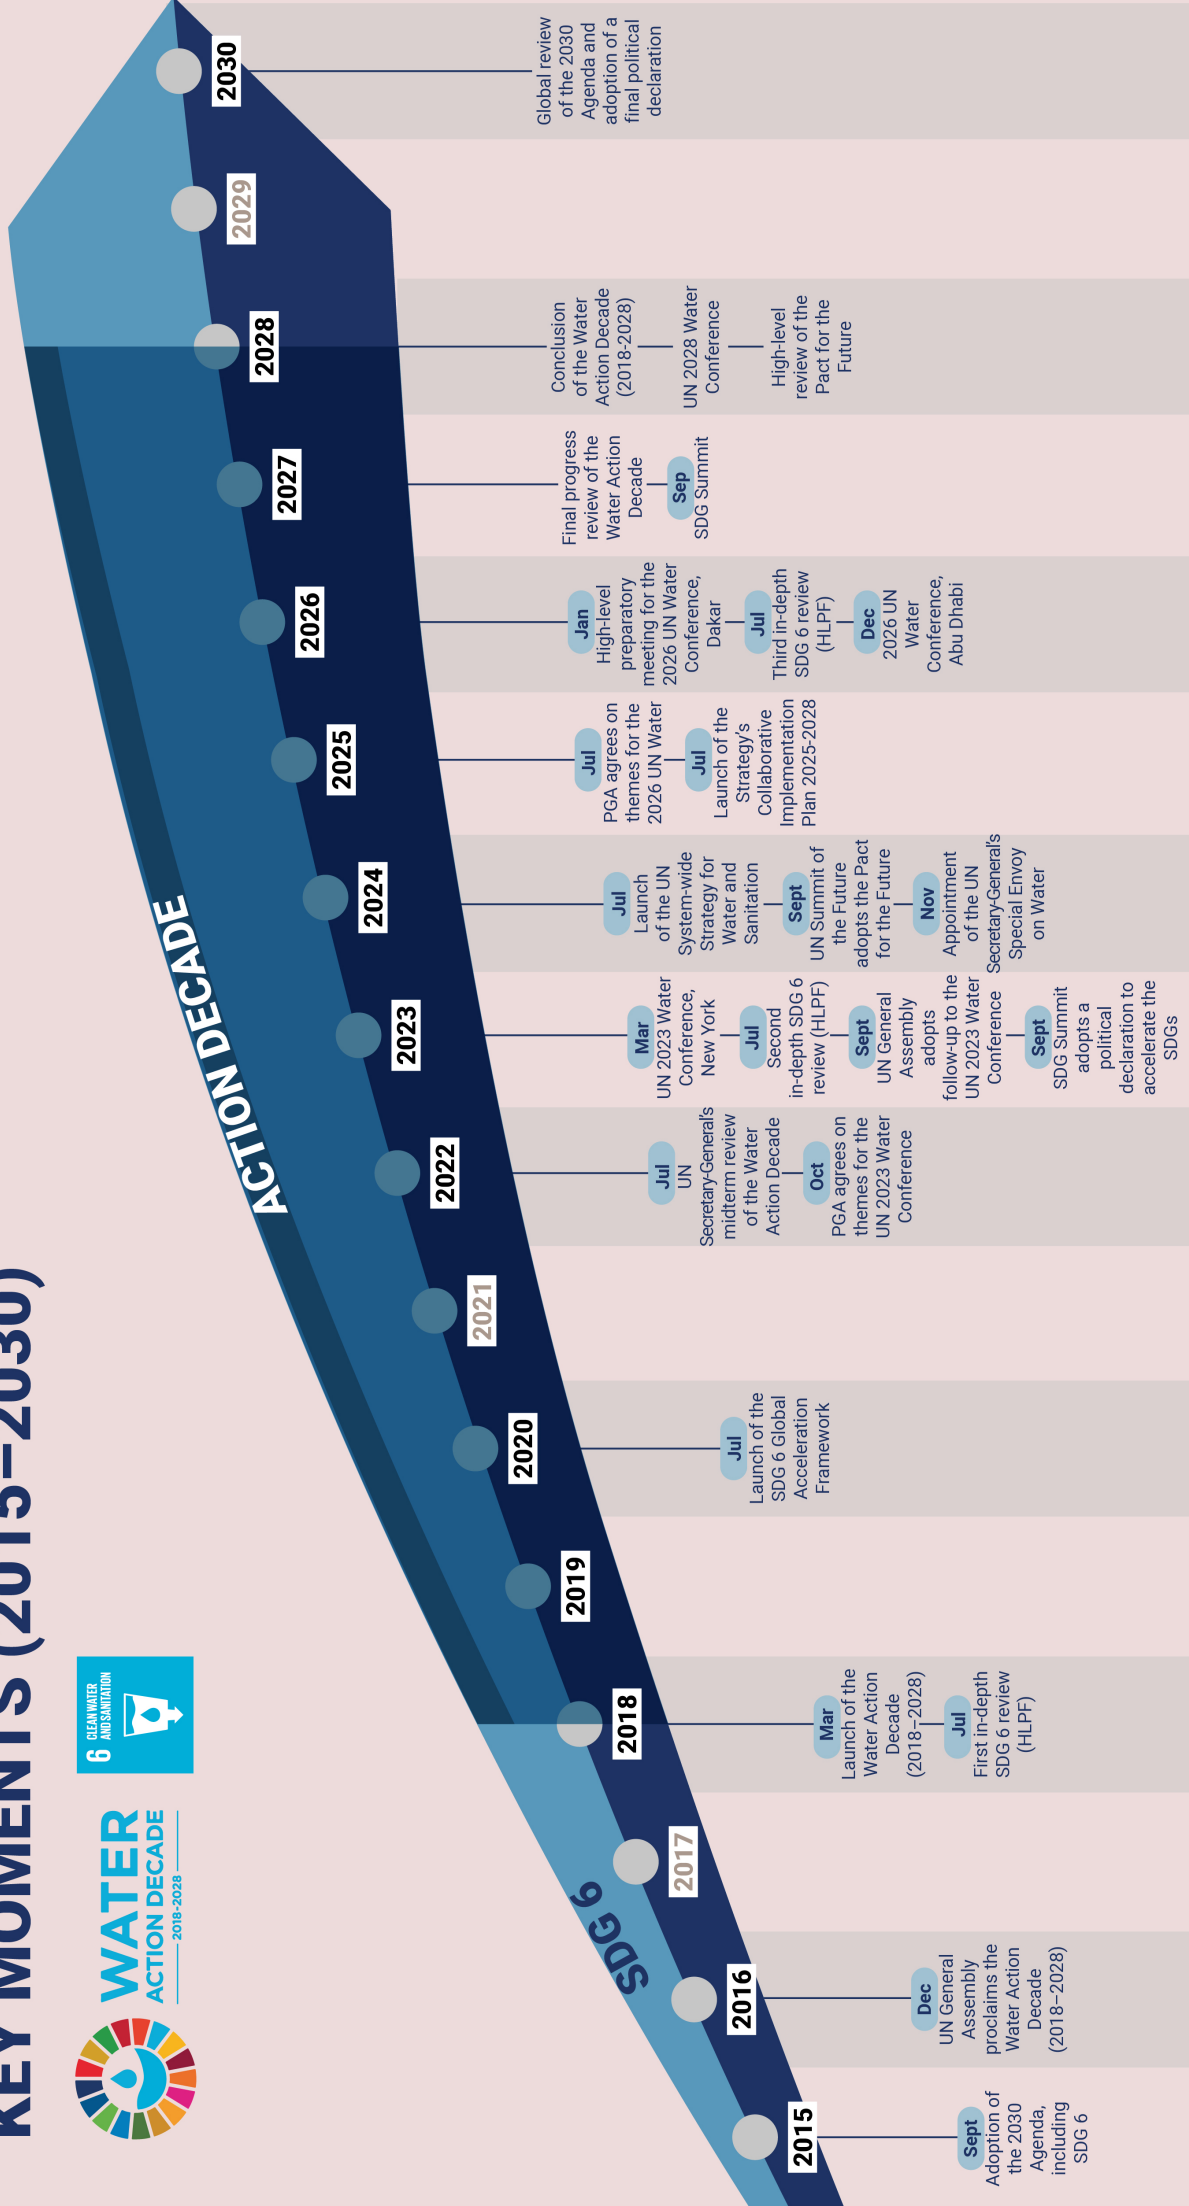 KEY MOMENTS (2015–2030)
WATER
ACTION DECADE
2018-2028
6
CLEAN WATER
AND SANITATION
SDG 6
ACTION DECADE
2015
Sept
Adoption of
the 2030
Agenda,
including
SDG 6
2016
Dec
UN General
Assembly
proclaims the
Water Action
Decade
(2018–2028)
2017
2018
Mar
Launch of the
Water Action
Decade
(2018–2028)
Jul
First in-depth
SDG 6 review
(HLPF)
2019
2020
Jul
Launch of the
SDG 6 Global
Acceleration
Framework
2021
2022
Jul
UN
Secretary-General's
midterm review
of the Water
Action Decade
Oct
PGA agrees on
themes for the
UN 2023 Water
Conference
2023
Mar
UN 2023 Water
Conference,
New York
Jul
Second
in-depth SDG 6
review (HLPF)
Sept
UN General
Assembly
adopts
follow-up to the
UN 2023 Water
Conference
Sept
SDG Summit
adopts a
political
declaration to
accelerate the
SDGs
2024
Jul
Launch
of the UN
System-wide
Strategy for
Water and
Sanitation
Sept
UN Summit of
the Future
adopts the Pact
for the Future
Nov
Appointment
of the UN
Secretary-General's
Special Envoy
on Water
2025
Jul
PGA agrees on
themes for the
2026 UN Water
Jul
Launch of the
Strategy's
Collaborative
Implementation
Plan 2025-2028
2026
Jan
High-level
preparatory
meeting for the
2026 UN Water
Conference,
Dakar
Jul
Third in-depth
SDG 6 review
(HLPF)
Dec
2026 UN
Water
Conference,
Abu Dhabi
2027
Final progress
review of the
Water Action
Decade
Sep
SDG Summit
2028
Conclusion
of the Water
Action Decade
(2018-2028)
UN 2028 Water
Conference
High-level
review of the
Pact for the
Future
2029
2030
Global review
of the 2030
Agenda and
adoption of a
final political
declaration